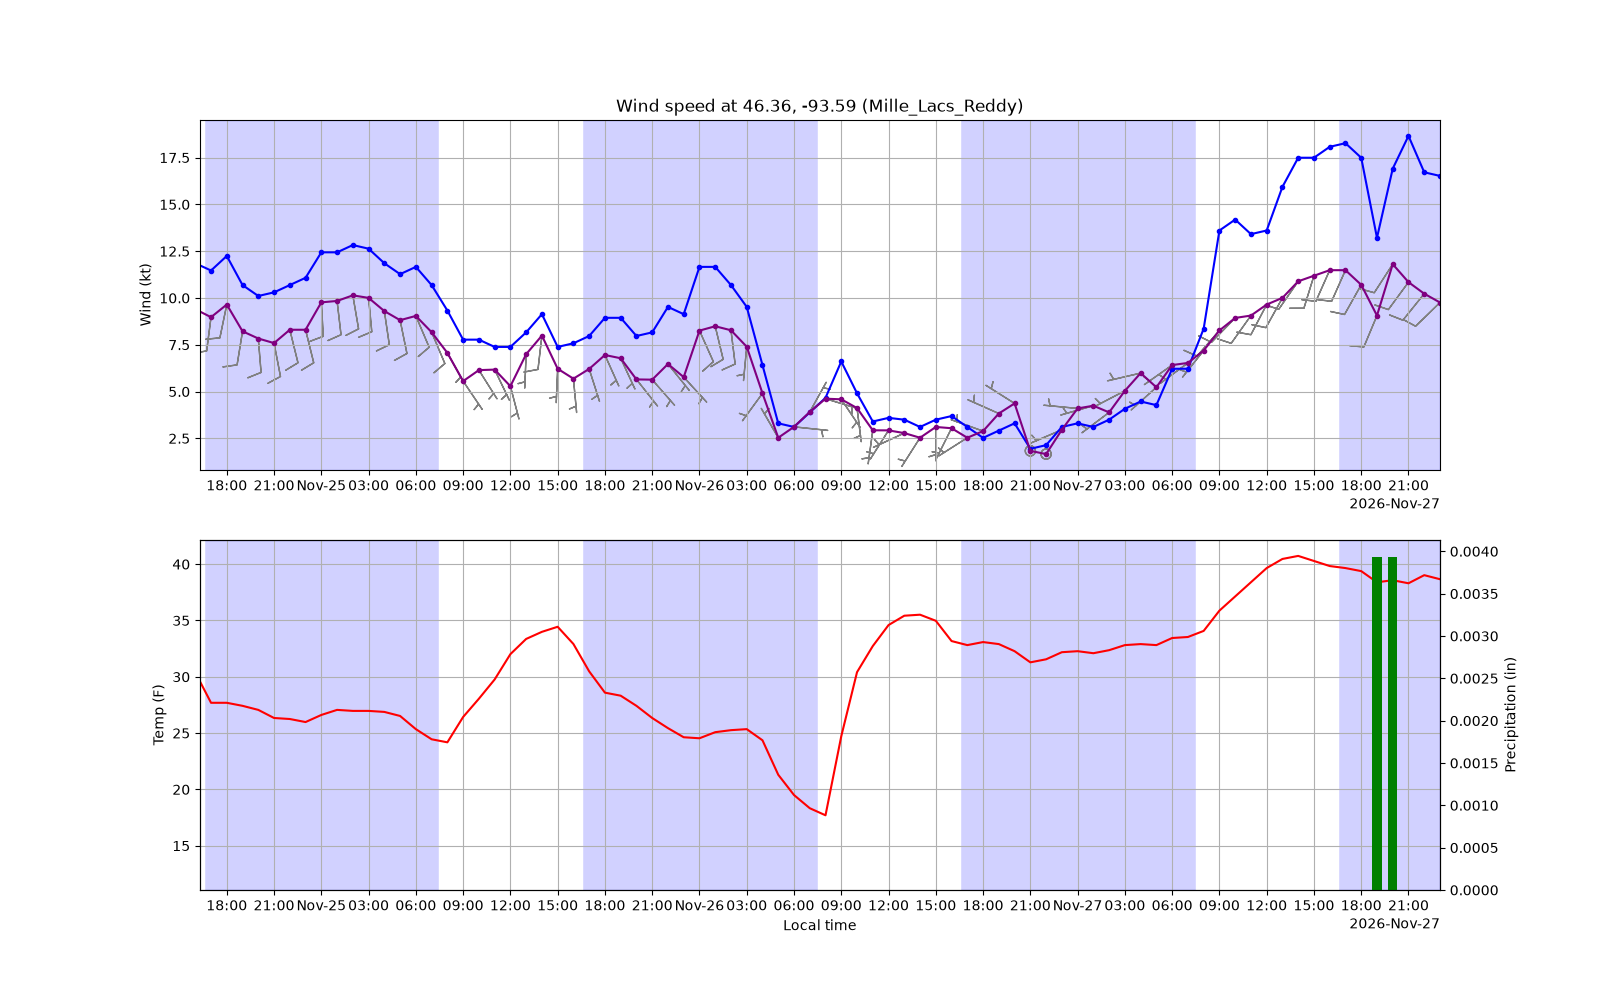 Wind speed at 46.36, -93.59 (Mille_Lacs_Reddy)
17.5
15.0
12.5
10.0
7.5
5.0
2.5
Wind (kt)
18:00 21:00 Nov-25 03:00 06:00 09:00 12:00 15:00 18:00 21:00 Nov-26 03:00 06:00 09:00 12:00 15:00 18:00 21:00 Nov-27 03:00 06:00 09:00 12:00 15:00 18:00 21:00
2026-Nov-27
40
35
30
25
20
15
Temp (F)
0.0040
0.0035
0.0030
0.0025
0.0020
0.0015
0.0010
0.0005
0.0000
Precipitation (in)
18:00 21:00 Nov-25 03:00 06:00 09:00 12:00 15:00 18:00 21:00 Nov-26 03:00 06:00 09:00 12:00 15:00 18:00 21:00 Nov-27 03:00 06:00 09:00 12:00 15:00 18:00 21:00
Local time
2026-Nov-27